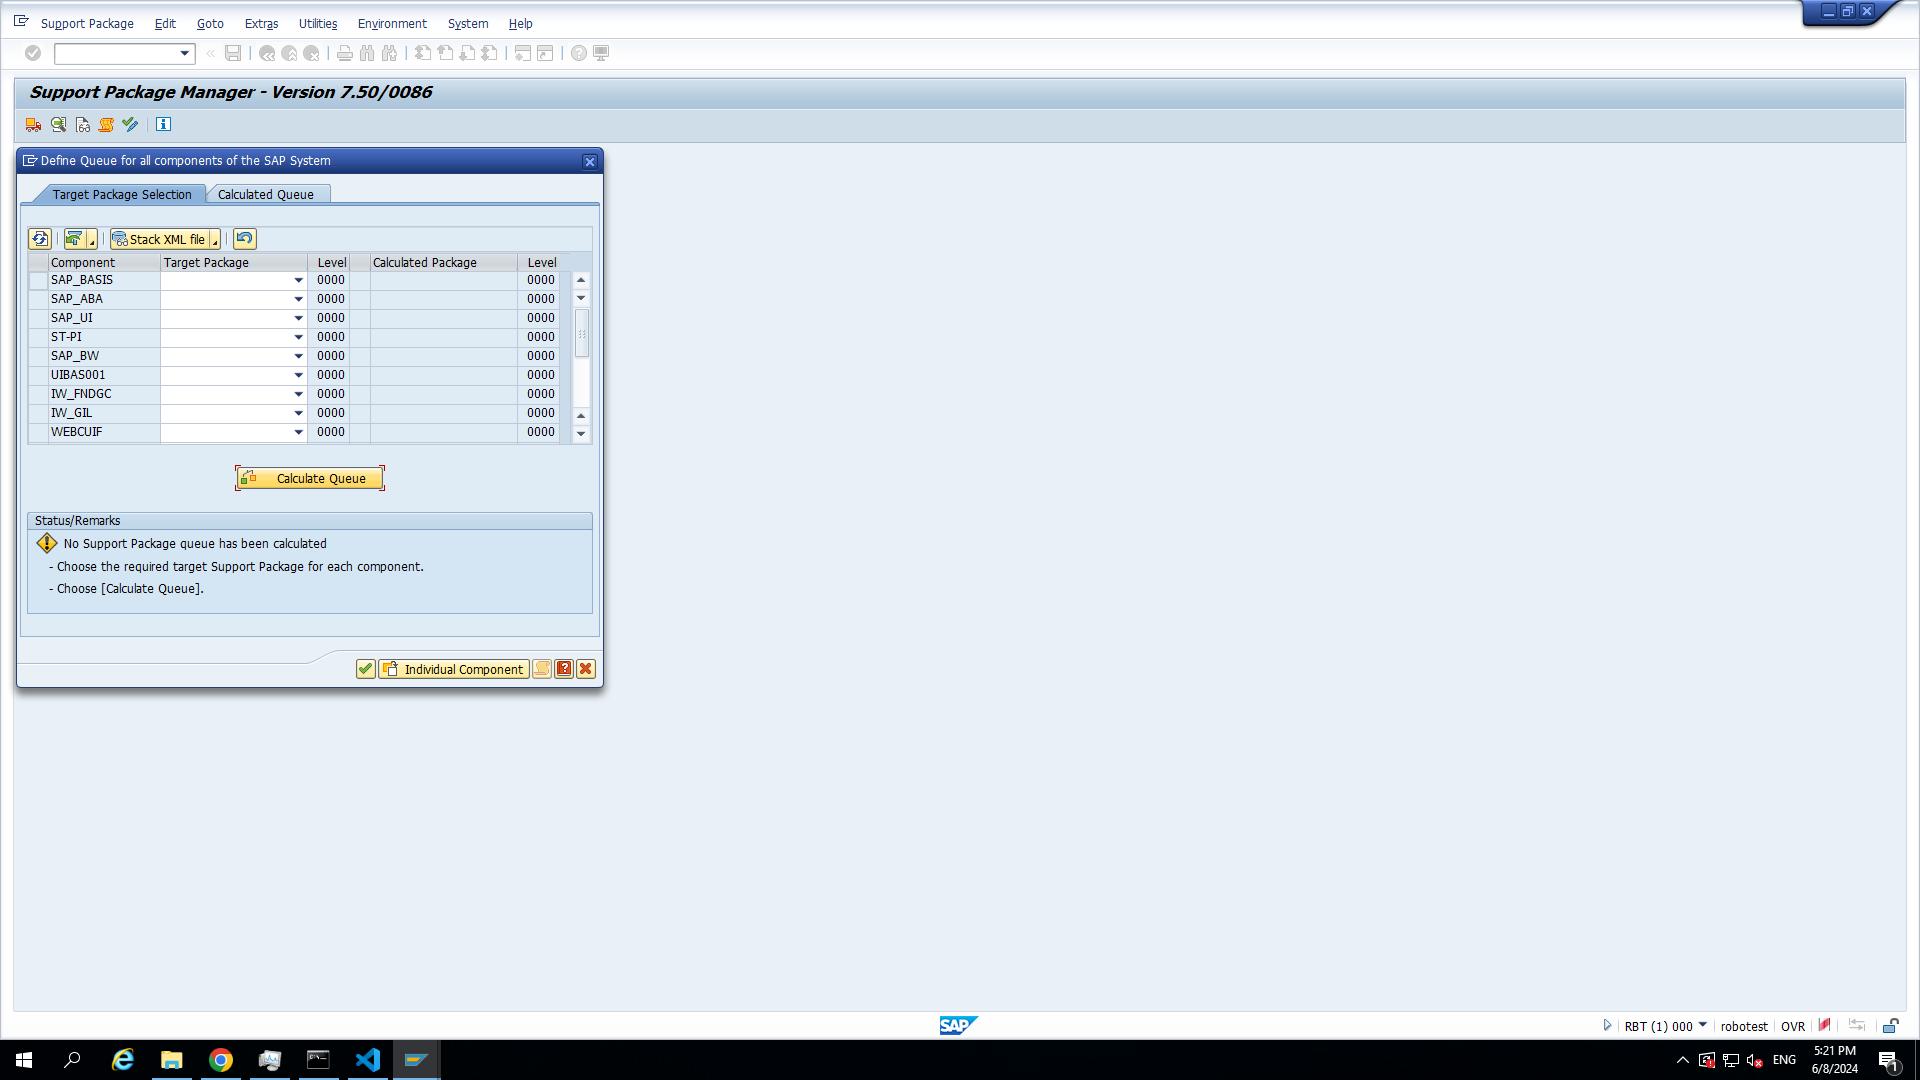 Support Package Edit Goto Extras Utilities Environment System Help
Support Package Manager - Version 7.50/0086
Define Queue for all components of the SAP System
Target Package Selection Calculated Queue
Stack XML file
Component Target Package Level Calculated Package Level
SAP_BASIS 0000 0000
SAP_ABA 0000 0000
SAP_UI 0000 0000
ST-PI 0000 0000
SAP_BW 0000 0000
UIBAS001 0000 0000
IW_FNDGC 0000 0000
IW_GIL 0000 0000
WEBCUIF 0000 0000
Calculate Queue
Status/Remarks
No Support Package queue has been calculated
- Choose the required target Support Package for each component.
- Choose [Calculate Queue].
Individual Component
SAP
RBT (1) 000 robotest OVR
ENG
5:21 PM
6/8/2024
1